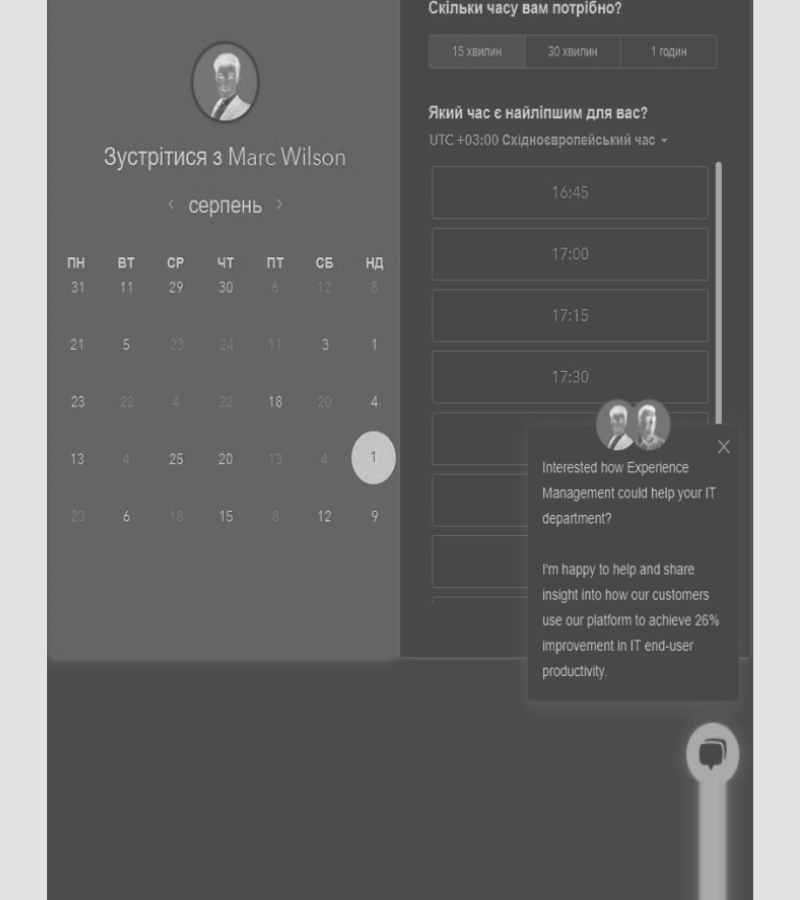 Зустрітися з Marc Wilson
серпень
ПН ВТ СР ЧТ ПТ СБ НД
31 11 29 30 6 12 8
21 5 23 24 11 3 1
23 22 4 22 18 20 4
13 4 25 20 13 4 1
23 6 18 15 8 12 9
Скільки часу вам потрібно?
15 хвилин 30 хвилин 1 годин
Який час є найліпшим для вас?
UTC +03:00 Східноєвропейський час
16:45
17:00
17:15
17:30
Interested how Experience
Management could help your IT
department?
I'm happy to help and share
insight into how our customers
use our platform to achieve 26%
improvement in IT end-user
productivity.